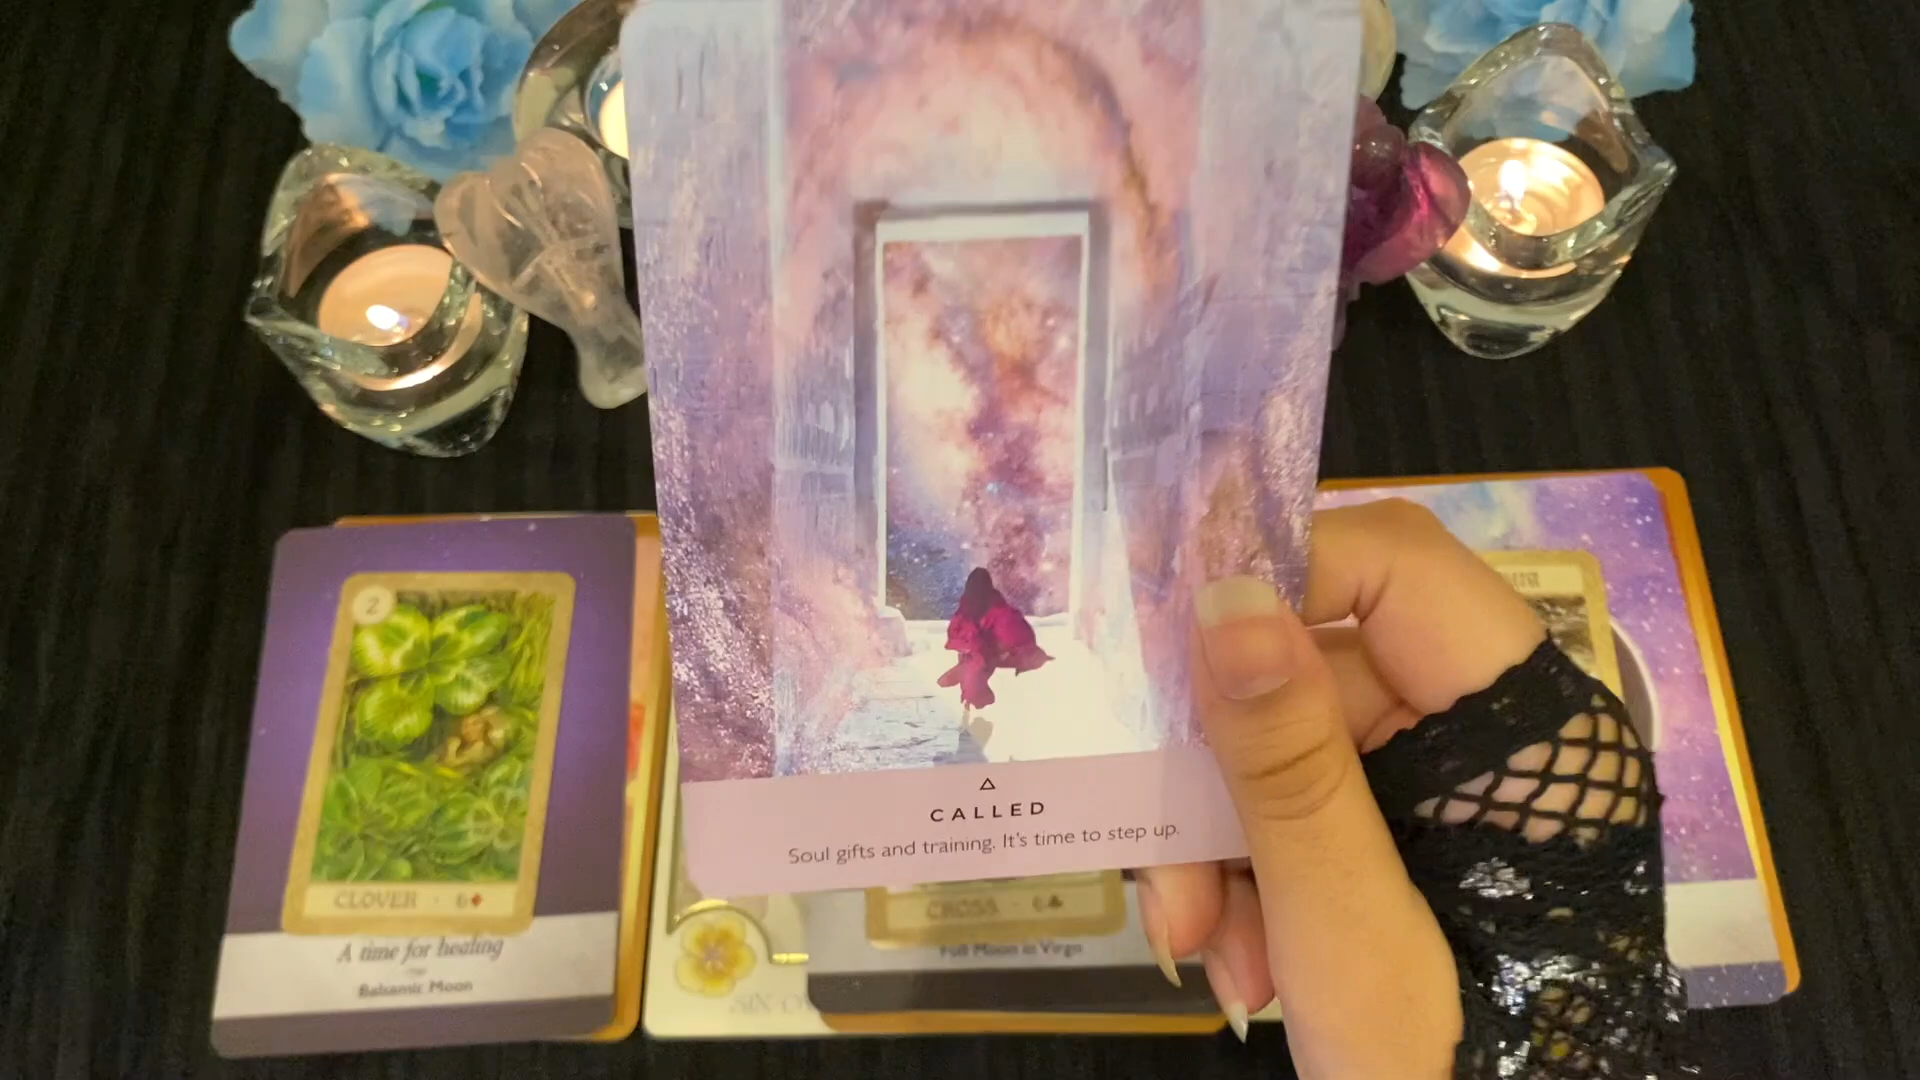 CALLED
Soul gifts and training. It's time to step up.
2
CLOVER · 6♦
A time for healing
Balsamic Moon
CROSS · 6♣
Full Moon in Virgo
SIX O